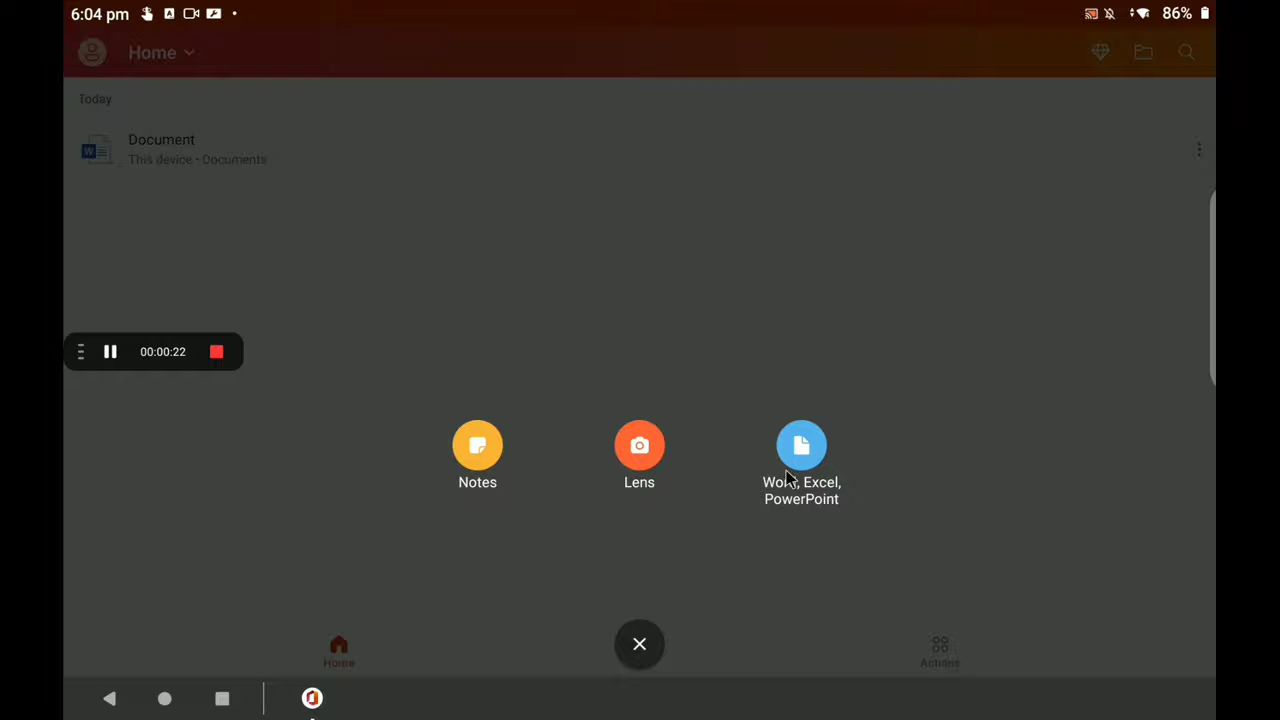 6:04 pm
86%
Home
Today
Document
This device • Documents
00:00:22
Notes
Lens
Word, Excel,
PowerPoint
Home
Actions